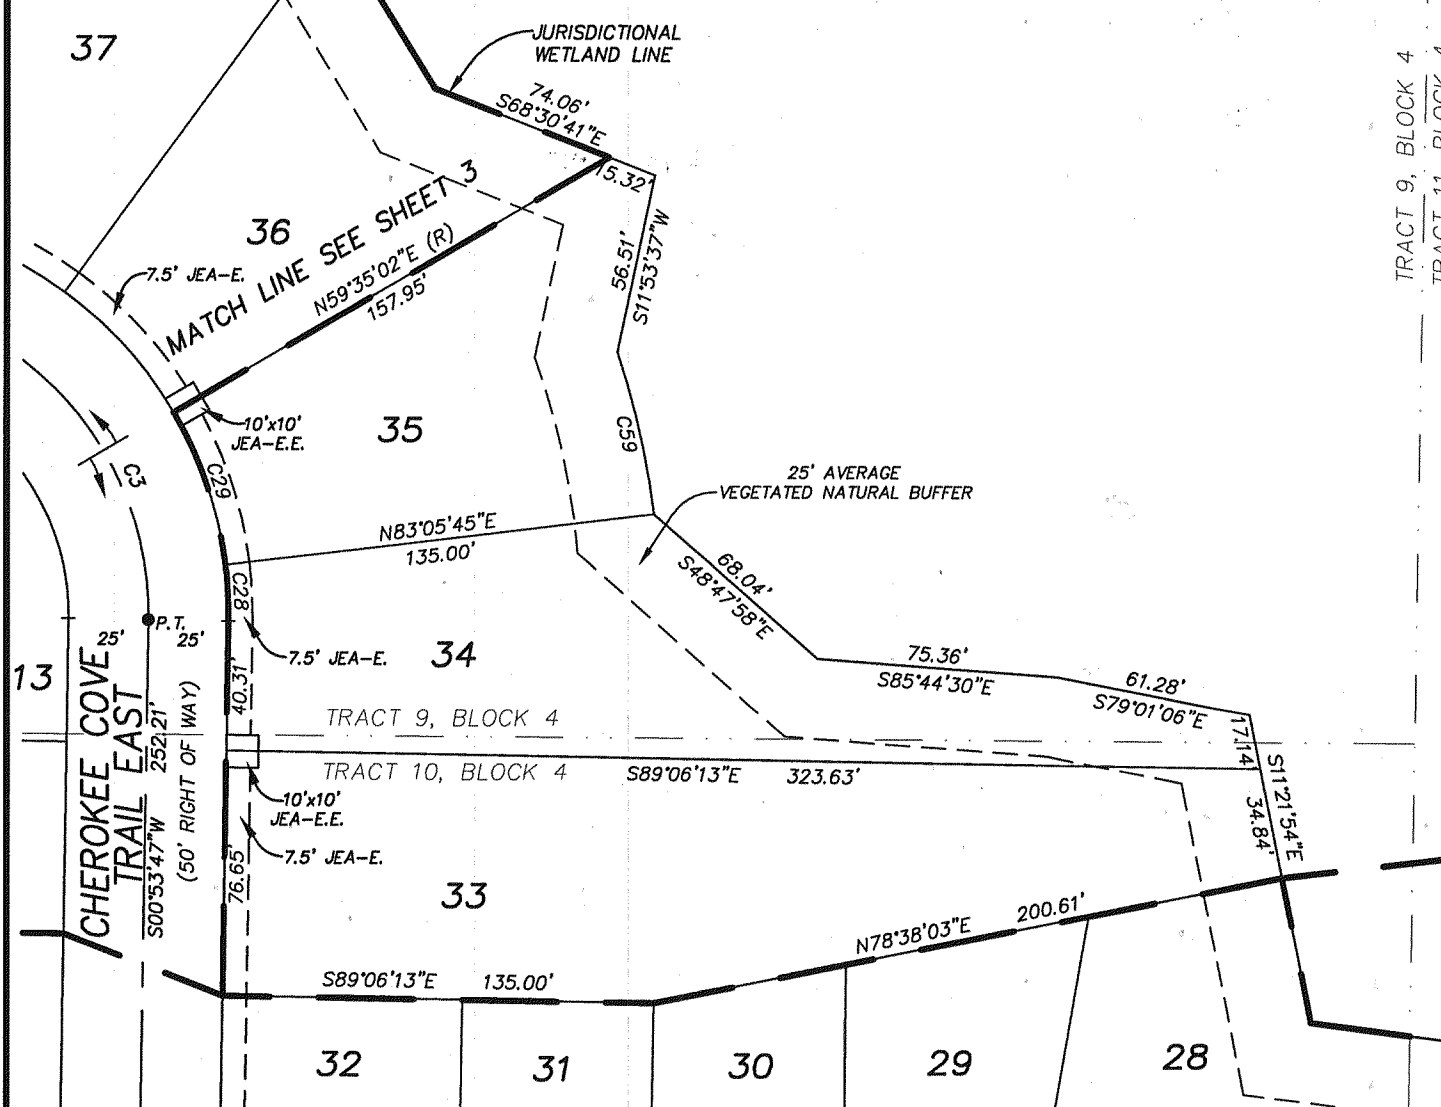 37
JURISDICTIONAL
WETLAND LINE
74.06'
S68°30'41"E
15.32'
TRACT 9, BLOCK 4
TRACT 11, BLOCK 4
36
MATCH LINE SEE SHEET 3
7.5' JEA-E.
N59°35'02"E (R)
157.95'
56.51'
S11°53'37"W
10'x10'
JEA-E.E.
35
C59
C3
C29
25' AVERAGE
VEGETATED NATURAL BUFFER
N83°05'45"E
135.00'
68.04'
S48°47'58"E
C28
P.T.
25'
25'
7.5' JEA-E.
34
13
75.36'
S85°44'30"E
61.28'
S79°01'06"E
40.31'
CHEROKEE COVE
TRAIL EAST
S00°53'47"W 252.21'
(50' RIGHT OF WAY)
TRACT 9, BLOCK 4
TRACT 10, BLOCK 4
S89°06'13"E 323.63'
17.14'
S11°21'54"E
34.84'
10'x10'
JEA-E.E.
7.5' JEA-E.
76.65'
33
N78°38'03"E 200.61'
S89°06'13"E 135.00'
32
31
30
29
28